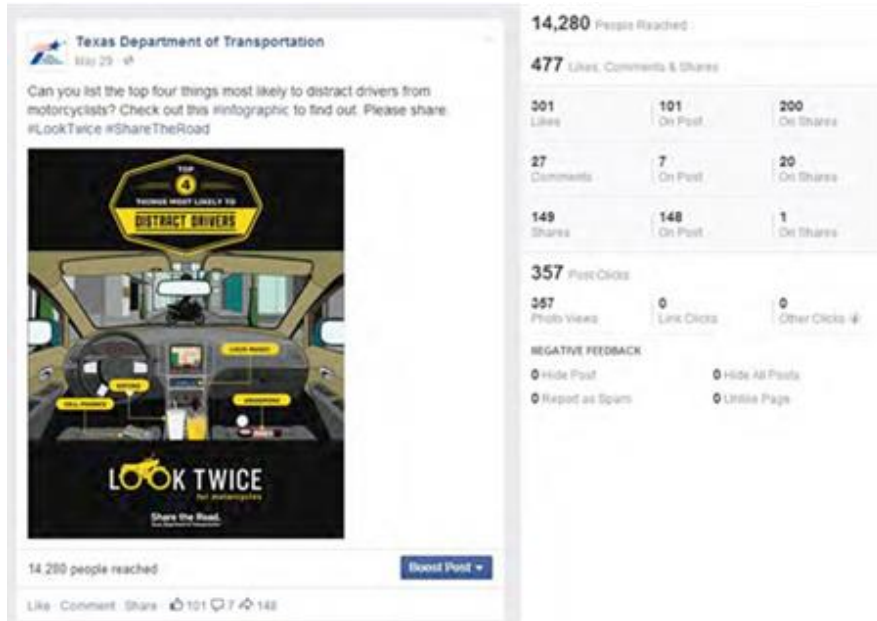 Texas Department of Transportation
May 29
Can you list the top four things most likely to distract drivers from
motorcyclists? Check out this #infographic to find out. Please share.
#LookTwice #ShareTheRoad
TOP
4
THINGS MOST LIKELY TO
DISTRACT DRIVERS
LOUD MUSIC
EATING
CELL PHONES
GROOMING
LOOK TWICE
for motorcycles
Share the Road.
14,280 people reached
Boost Post
Like Comment Share 101 7 148
14,280 People Reached
477 Likes, Comments & Shares
301 101 200
Likes On Post On Shares
27 7 20
Comments On Post On Shares
149 148 1
Shares On Post On Shares
357 Post Clicks
357 0 0
Photo Views Link Clicks Other Clicks
NEGATIVE FEEDBACK
0 Hide Post 0 Hide All Posts
0 Report as Spam 0 Unlike Page